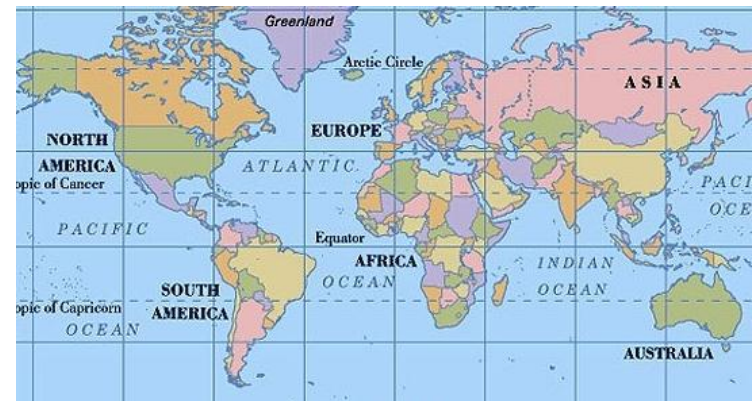 Greenland
Arctic Circle
ASIA
EUROPE
NORTH
AMERICA
ATLANTIC
opic of Cancer
PACI
OCE
PACIFIC
Equator
AFRICA
INDIAN
OCEAN
SOUTH
AMERICA
OCEAN
opic of Capricorn
OCEAN
AUSTRALIA